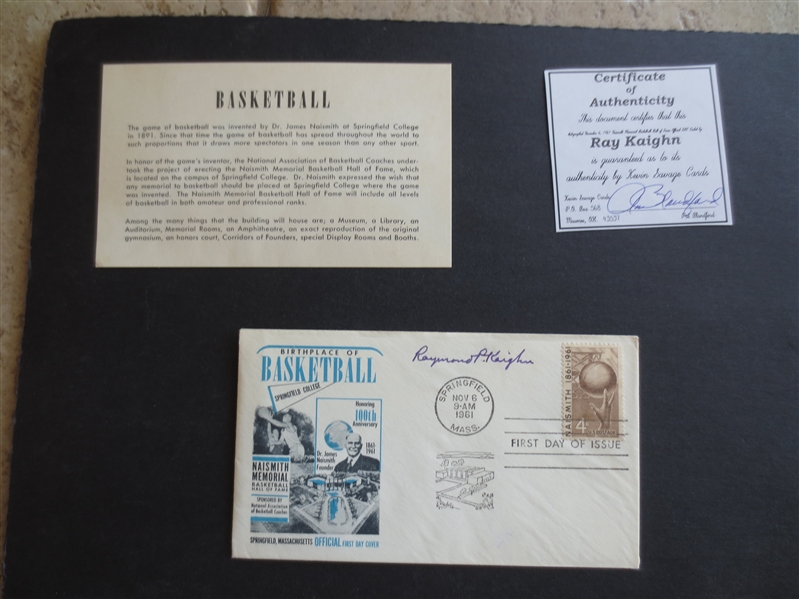 BASKETBALL
The game of basketball was invented by Dr. James Naismith at Springfield College
in 1891. Since that time the game of basketball has spread throughout the world to
such proportions that it draws more spectators in one season than any other sport.
In honor of the game's inventor, the National Association of Basketball Coaches under-
took the project of erecting the Naismith Memorial Basketball Hall of Fame, which
is located on the campus of Springfield College. Dr. Naismith expressed the wish that
any memorial to basketball should be placed at Springfield College where the game
was invented. The Naismith Memorial Basketball Hall of Fame will include all levels
of basketball in both amateur and professional ranks.
Among the many things that the building will house are; a Museum, a Library, an
Auditorium, Memorial Rooms, an Amphitheatre, an exact reproduction of the original
gymnasium, an honors court, Corridors of Founders, special Display Rooms and Booths.
Certificate
of
Authenticity
This document certifies that this
Ray Kaighn
is guaranteed as to its
authenticity by Kevin Savage Cards
Kevin Savage Cards
P.O. Box 568
Maumee, OH. 43537
BIRTHPLACE OF
BASKETBALL
SPRINGFIELD COLLEGE
Honoring
100th
Anniversary
1861
1961
Dr. James
Naismith
Founder
NAISMITH
MEMORIAL
BASKETBALL
HALL OF FAME
SPONSORED BY
National Association
of Basketball Coaches
SPRINGFIELD, MASSACHUSETTS OFFICIAL FIRST DAY COVER
Raymond P. Kaighn
SPRINGFIELD
NOV 6
9-AM
1961
MASS.
NAISMITH 1861-1961
4¢
FIRST DAY OF ISSUE